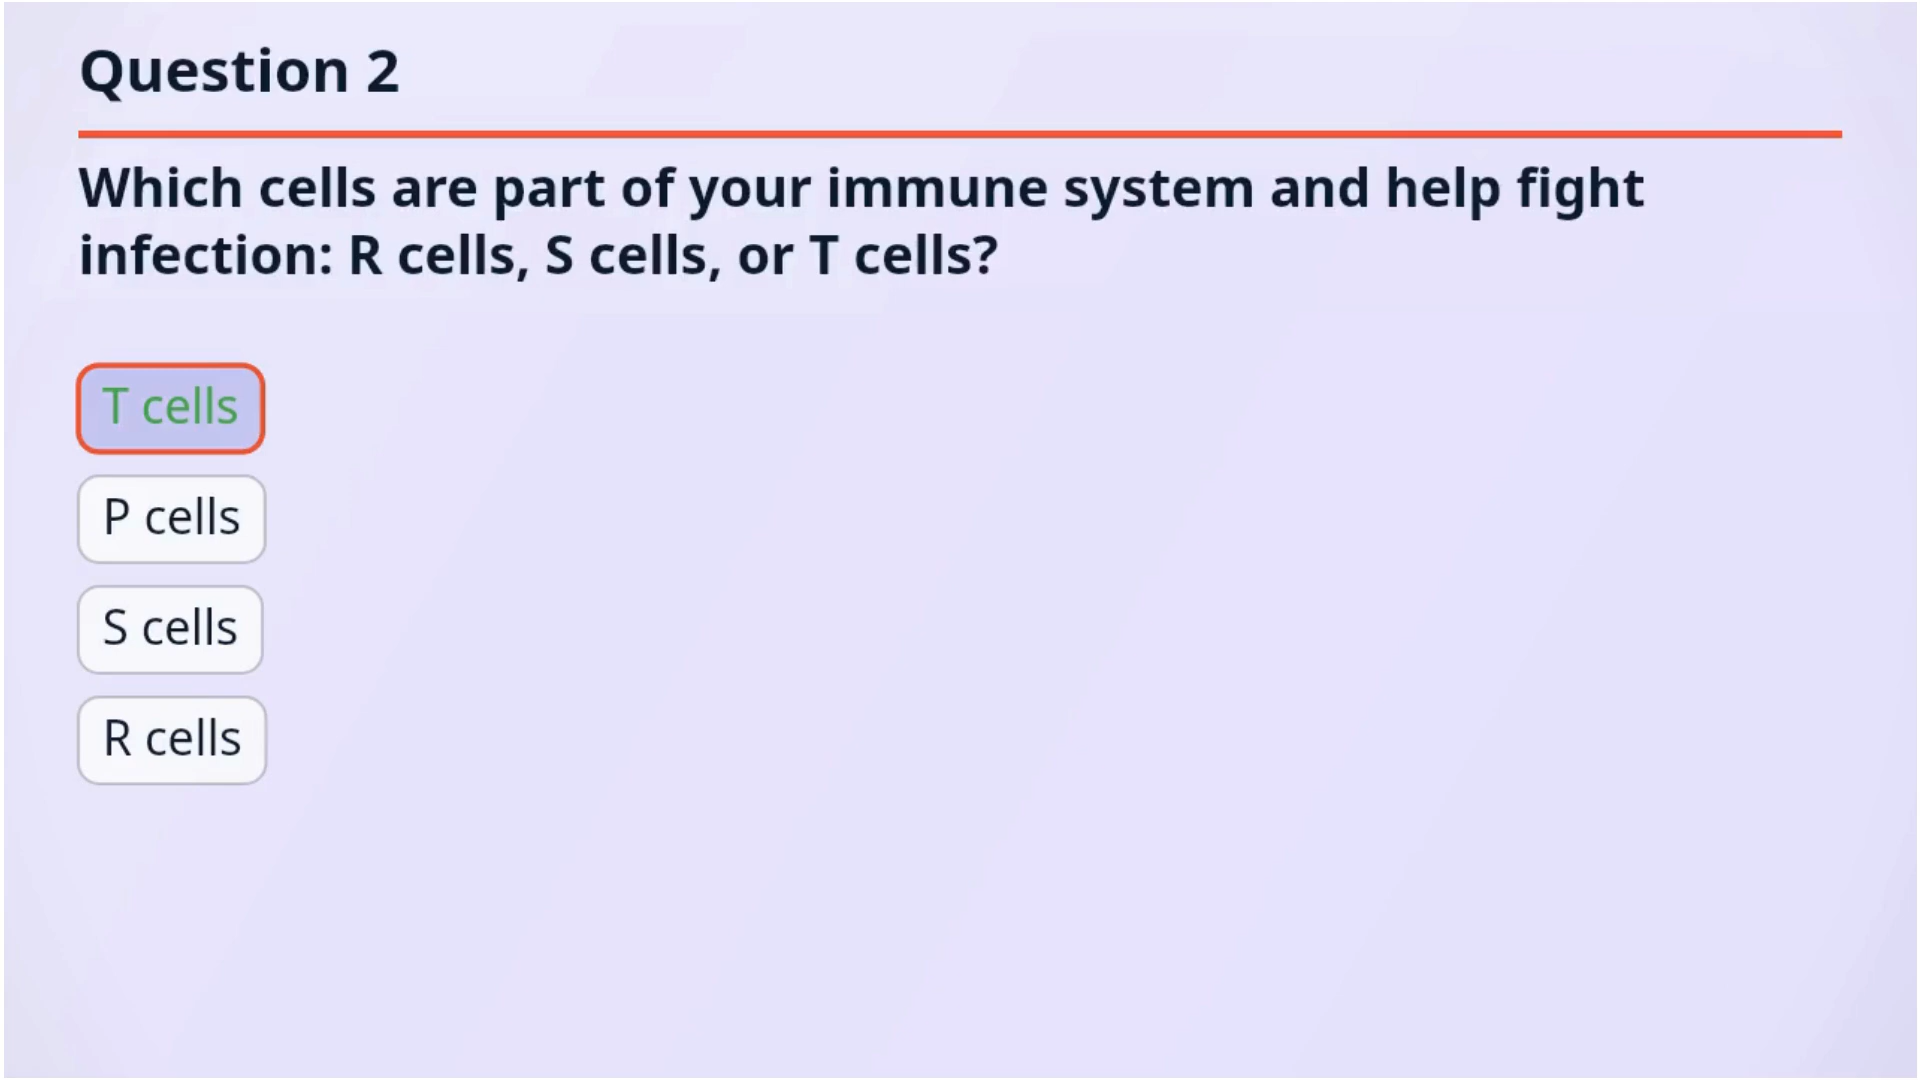 Question 2
Which cells are part of your immune system and help fight
infection: R cells, S cells, or T cells?
T cells
P cells
S cells
R cells